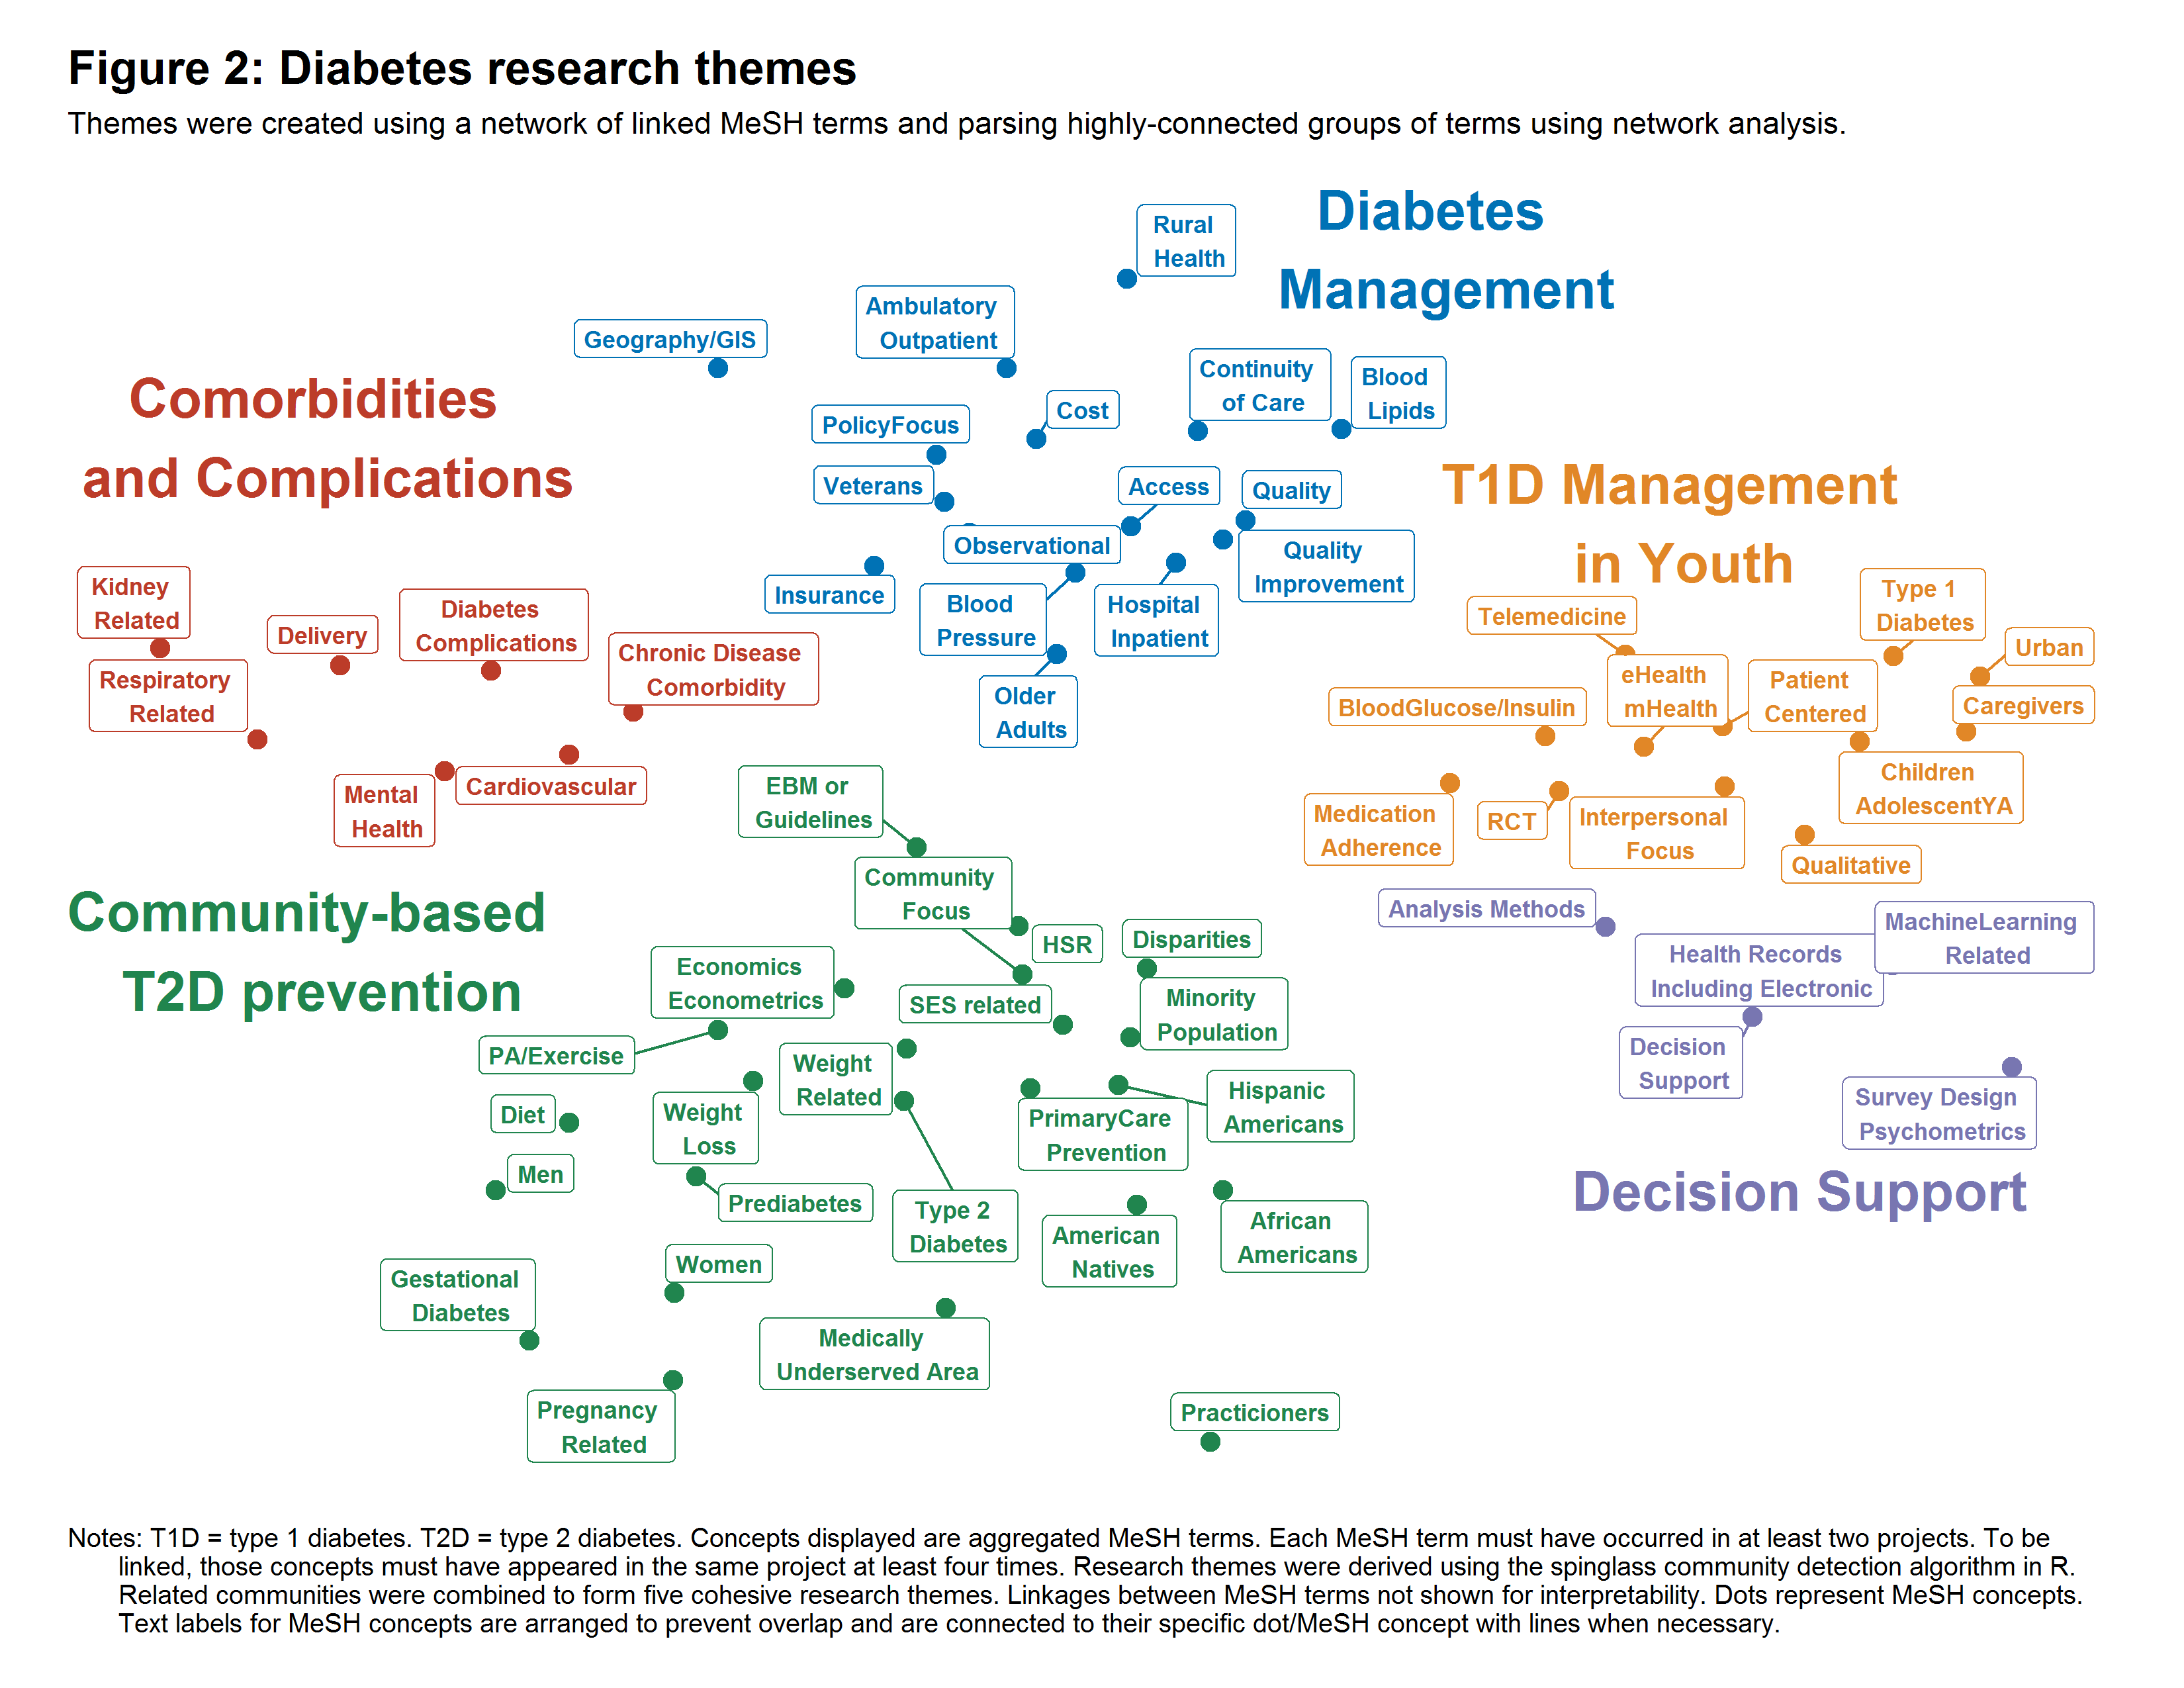 Figure 2: Diabetes research themes
Themes were created using a network of linked MeSH terms and parsing highly-connected groups of terms using network analysis.
Diabetes
Management
Rural
Health
Ambulatory
Outpatient
Geography/GIS
Continuity
of Care
Blood
Lipids
Cost
PolicyFocus
Veterans
Access
Quality
Observational
Quality
Improvement
Insurance
Blood
Pressure
Hospital
Inpatient
Older
Adults
Comorbidities
and Complications
Kidney
Related
Delivery
Diabetes
Complications
Chronic Disease
Comorbidity
Respiratory
Related
Mental
Health
Cardiovascular
T1D Management
in Youth
Telemedicine
Type 1
Diabetes
Urban
eHealth
mHealth
Patient
Centered
BloodGlucose/Insulin
Caregivers
Children
AdolescentYA
Medication
Adherence
RCT
Interpersonal
Focus
Qualitative
Community-based
T2D prevention
EBM or
Guidelines
Community
Focus
HSR
Disparities
Economics
Econometrics
SES related
Minority
Population
PA/Exercise
Weight
Related
Diet
Weight
Loss
PrimaryCare
Prevention
Hispanic
Americans
Men
Prediabetes
Type 2
Diabetes
American
Natives
African
Americans
Women
Gestational
Diabetes
Medically
Underserved Area
Pregnancy
Related
Practicioners
Analysis Methods
MachineLearning
Related
Health Records
Including Electronic
Decision
Support
Survey Design
Psychometrics
Decision Support
Notes: T1D = type 1 diabetes. T2D = type 2 diabetes. Concepts displayed are aggregated MeSH terms. Each MeSH term must have occurred in at least two projects. To be
linked, those concepts must have appeared in the same project at least four times. Research themes were derived using the spinglass community detection algorithm in R.
Related communities were combined to form five cohesive research themes. Linkages between MeSH terms not shown for interpretability. Dots represent MeSH concepts.
Text labels for MeSH concepts are arranged to prevent overlap and are connected to their specific dot/MeSH concept with lines when necessary.